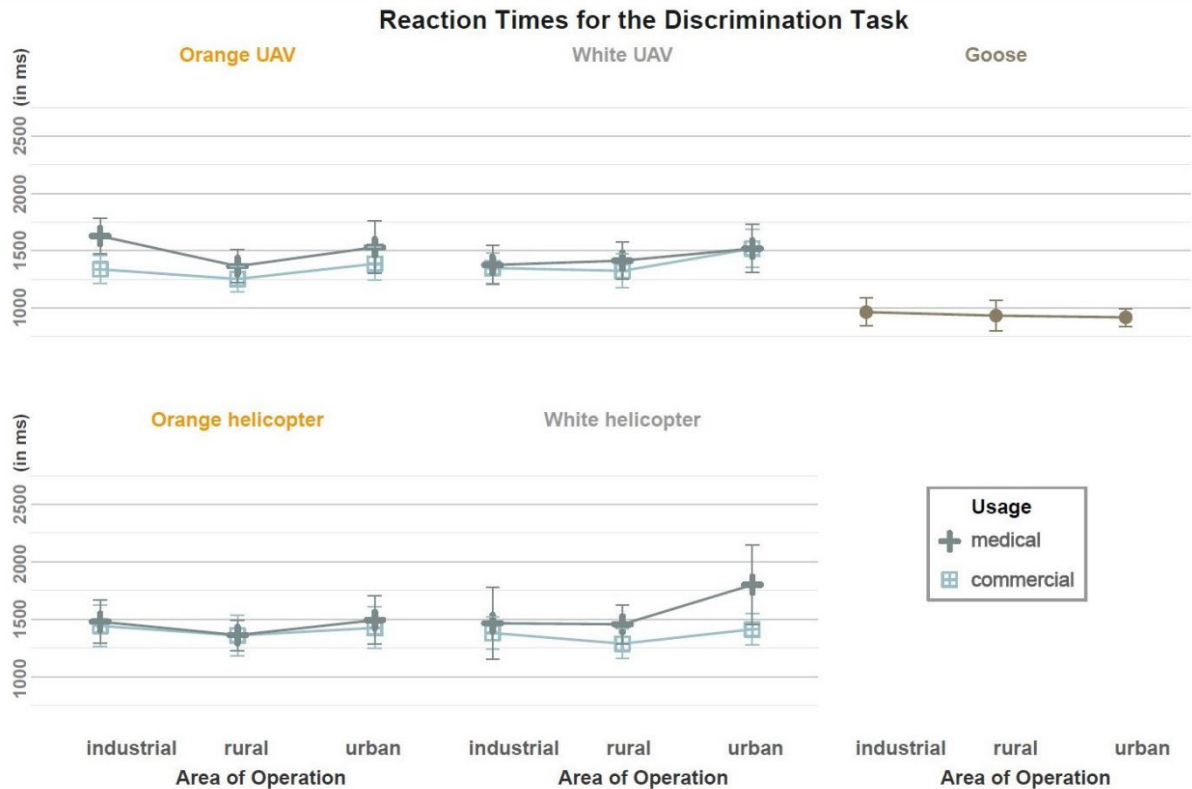 Reaction Times for the Discrimination Task
Orange UAV White UAV Goose
(in ms)
2500
2000
1500
1000
Orange helicopter White helicopter
(in ms)
2500
2000
1500
1000
Usage
medical
commercial
industrial rural urban industrial rural urban industrial rural urban
Area of Operation Area of Operation Area of Operation